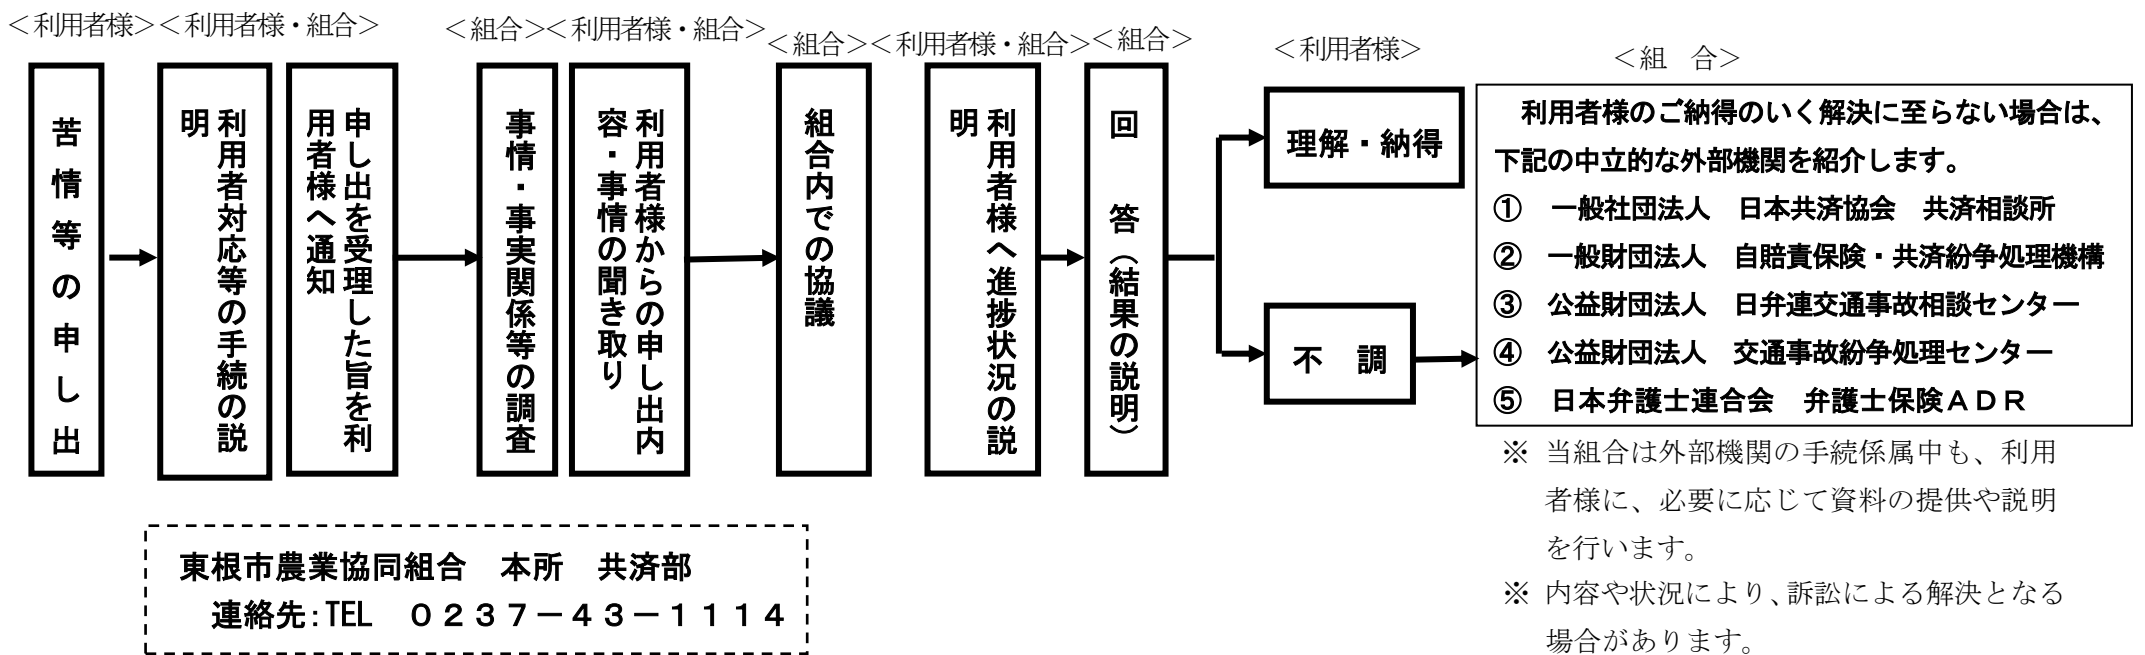 ＜利用者様＞
＜利用者様・組合＞
＜組合＞
＜利用者様・組合＞
＜組合＞
＜利用者様・組合＞
＜組合＞
＜利用者様＞
＜組　合＞
苦情等の申し出
利用者対応等の手続の説
明
申し出を受理した旨を利
用者様へ通知
事情・事実関係等の調査
利用者様からの申し出内
容・事情の聞き取り
組合内での協議
利用者様へ進捗状況の説
明
回　答（結果の説明）
理解・納得
不　調
利用者様のご納得のいく解決に至らない場合は、
下記の中立的な外部機関を紹介します。
①　一般社団法人　日本共済協会　共済相談所
②　一般財団法人　自賠責保険・共済紛争処理機構
③　公益財団法人　日弁連交通事故相談センター
④　公益財団法人　交通事故紛争処理センター
⑤　日本弁護士連合会　弁護士保険ＡＤＲ
※ 当組合は外部機関の手続係属中も、利用
者様に、必要に応じて資料の提供や説明
を行います。
※ 内容や状況により、訴訟による解決となる
場合があります。
東根市農業協同組合　本所　共済部
連絡先：TEL　０２３７－４３－１１１４